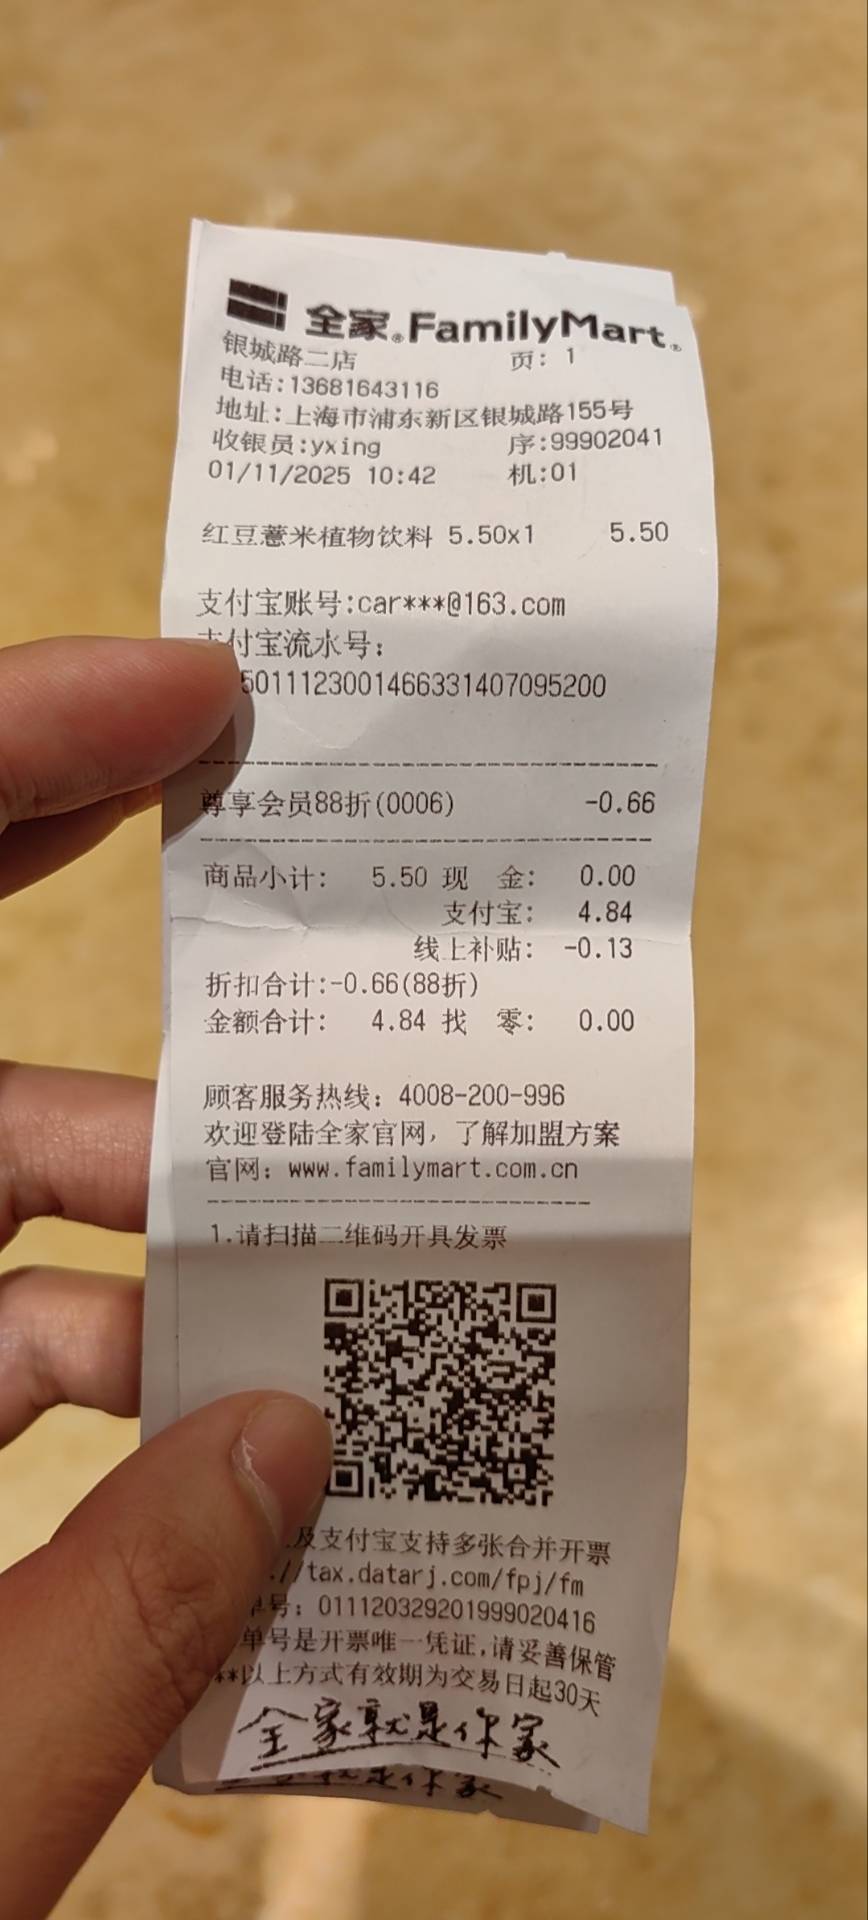 全家®FamilyMart®
银城路二店 页: 1
电话:13681643116
地址:上海市浦东新区银城路155号
收银员:yxing 序:99902041
01/11/2025 10:42 机:01
红豆薏米植物饮料 5.50x1 5.50
支付宝账号:car***@163.com
支付宝流水号:
5011123001466331407095200
尊享会员88折(0006) -0.66
商品小计: 5.50 现 金: 0.00
支付宝: 4.84
线上补贴: -0.13
折扣合计:-0.66(88折)
金额合计: 4.84 找 零: 0.00
顾客服务热线: 4008-200-996
欢迎登陆全家官网, 了解加盟方案
官网: www.familymart.com.cn
1.请扫描二维码开具发票
及支付宝支持多张合并开票
://tax.datarj.com/fpj/fm
单号: 011120329201999020416
单号是开票唯一凭证,请妥善保管
**以上方式有效期为交易日起30天
全家就是你家